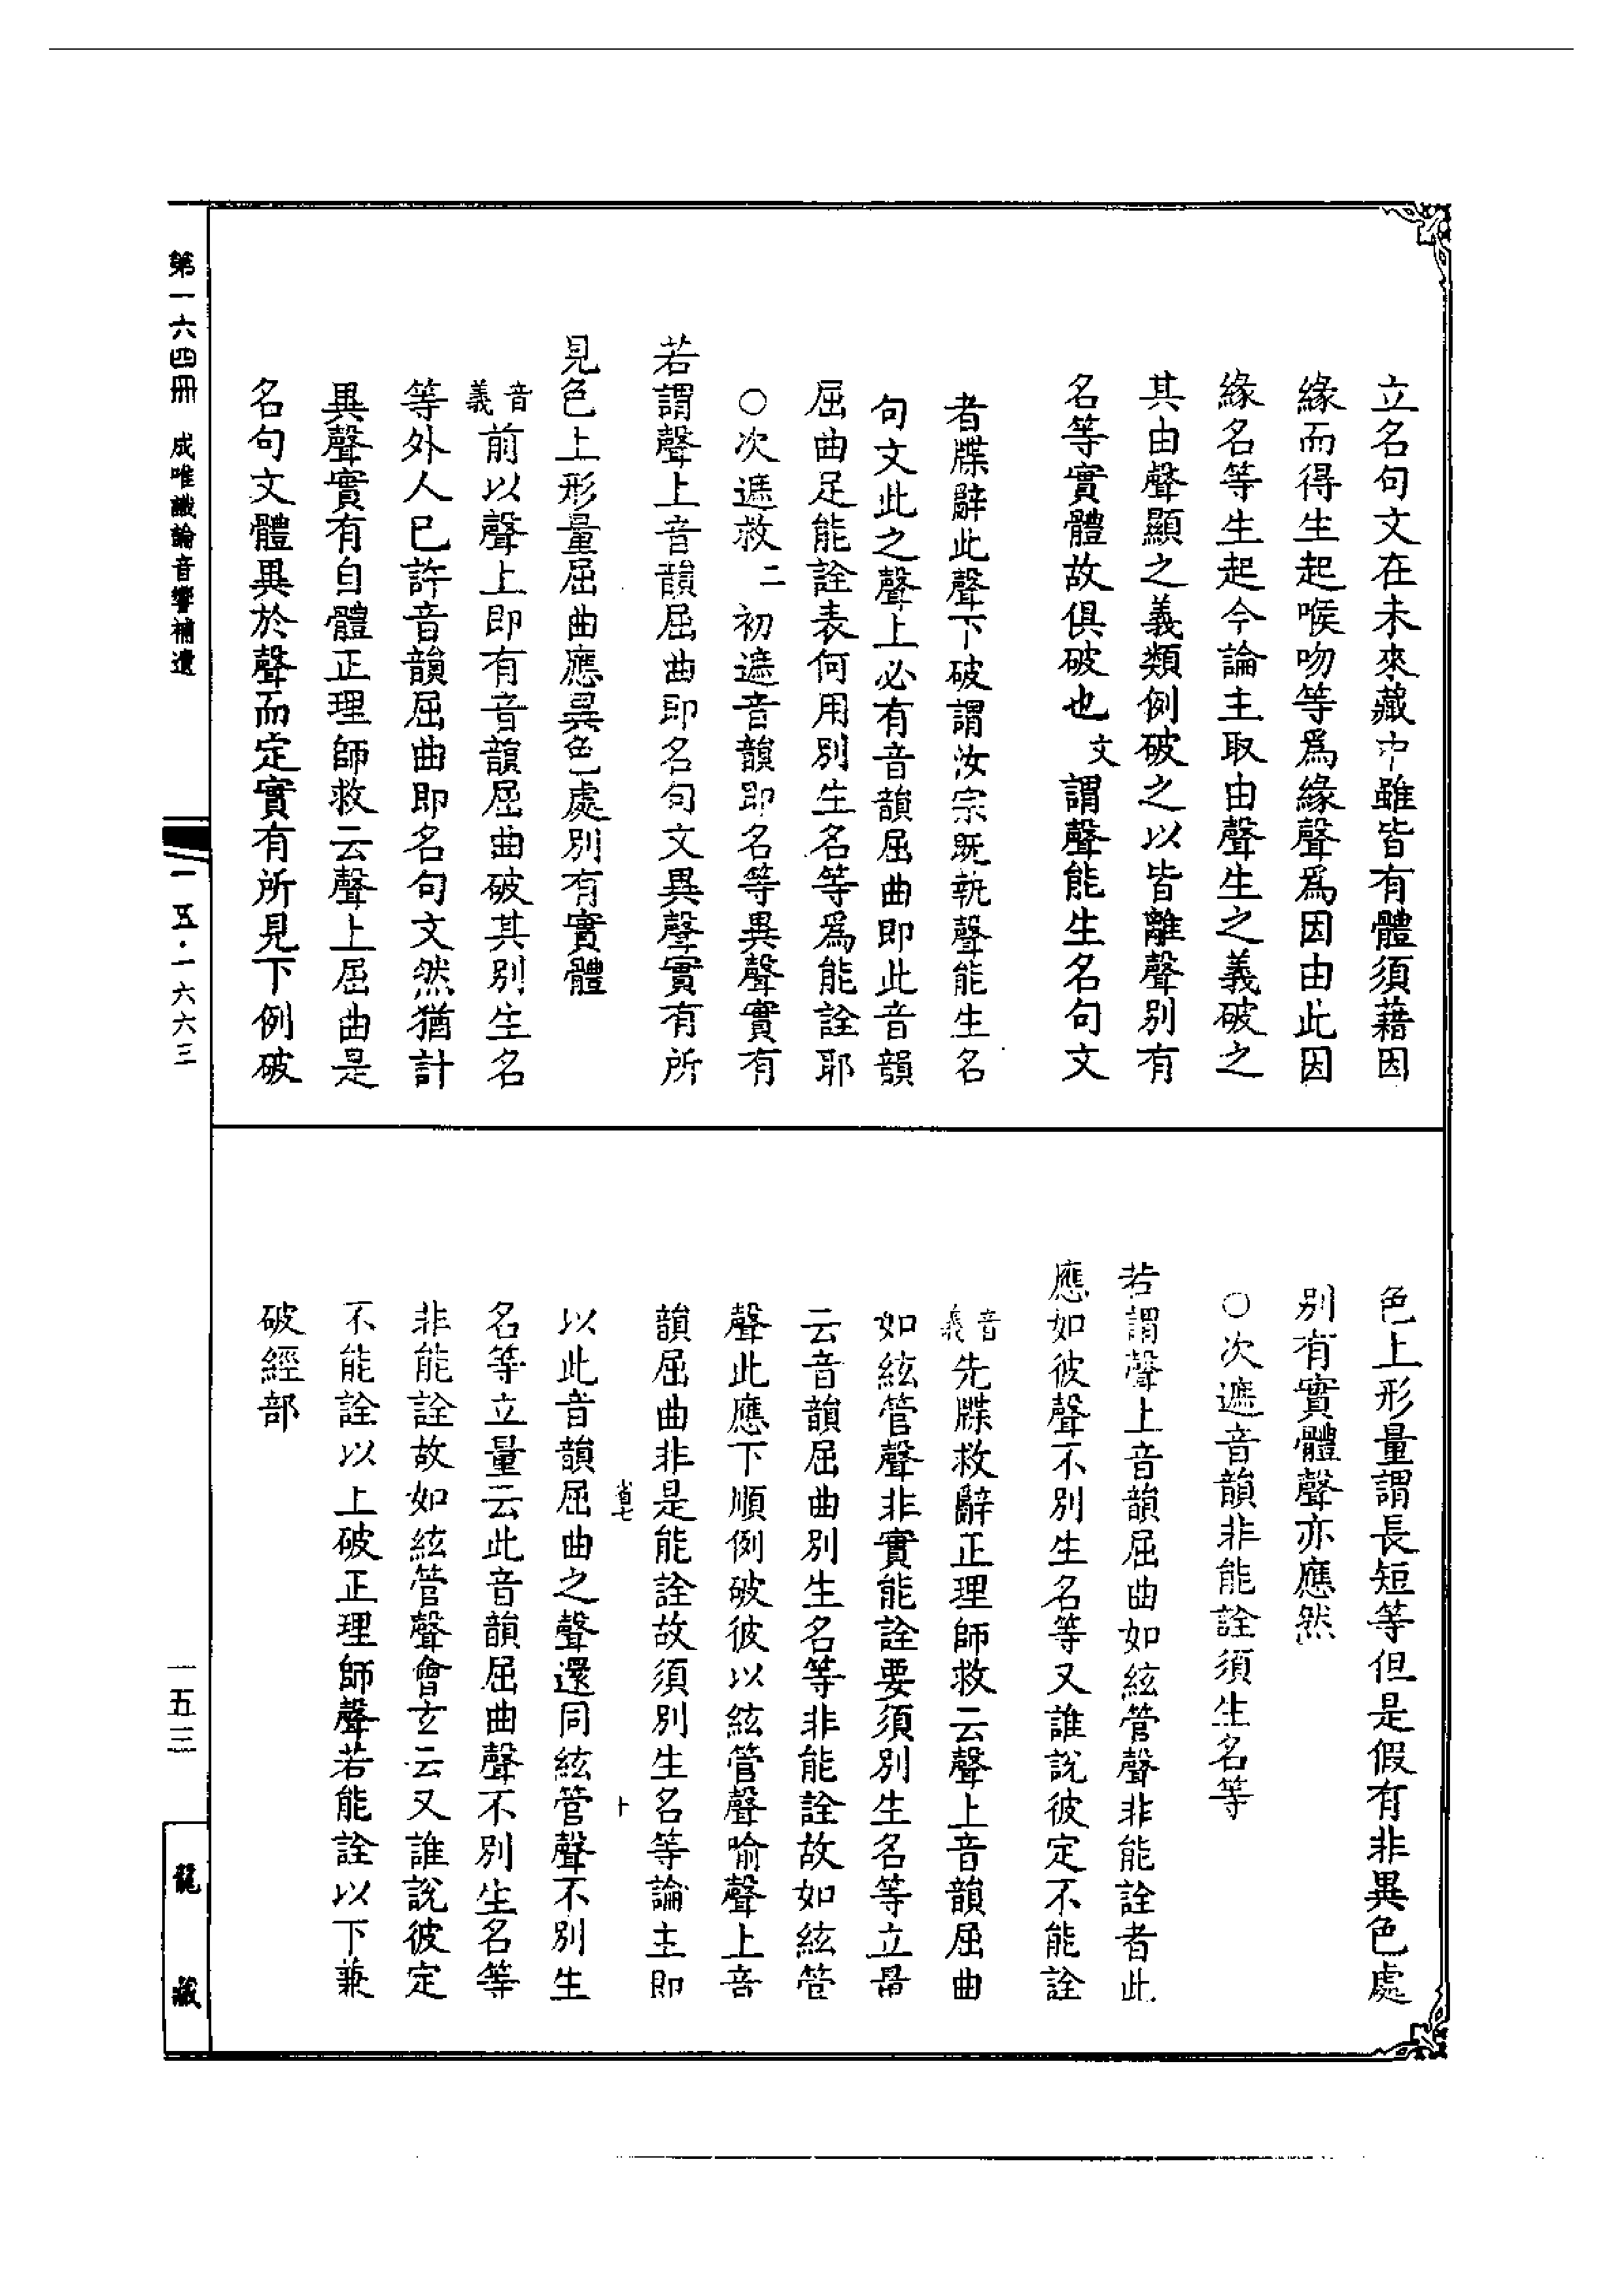 立名句文在未來藏中雖皆有體須藉因
緣而得生起喉吻等為緣聲為因由此因
緣名等生起今論主取由聲生之義破之
其由聲顯之義類例破之以皆離聲別有
名等實體故俱破也 文 謂聲能生名句文
者牒辭此聲下破謂汝宗既執聲能生名
句文此之聲上必有音韻屈曲即此音韻
屈曲足能詮表何用別生名等為能詮耶
○次遮救二 初遮音韻即名等異聲實有
若謂聲上音韻屈曲即名句文異聲實有所
見色上形量屈曲應異色處別有實體
音義 前以聲上即有音韻屈曲破其別生名
等外人已許音韻屈曲即名句文然猶計
異聲實有自體正理師救云聲上屈曲是
名句文體異於聲而定實有所見下例破
色上形量謂長短等但是假有非異色處
別有實體聲亦應然
○次遮音韻非能詮須生名等
若謂聲上音韻屈曲如絃管聲非能詮者此
應如彼聲不別生名等又誰說彼定不能詮
音義 先牒救辭正理師救云聲上音韻屈曲
如絃管聲非實能詮要須別生名等立量
云音韻屈曲別生名等非能詮故如絃管
聲此應下順例破彼以絃管聲喻聲上音
韻屈曲非是能詮故須別生名等論主即
省七 十
以此音韻屈曲之聲還同絃管聲不別生
名等立量云此音韻屈曲聲不別生名等
非能詮故如絃管聲會玄云又誰說彼定
不能詮以上破正理師聲若能詮以下兼
破經部
第一六四冊 成唯識論音響補遺
一一五·一六六三
一五三
龍藏